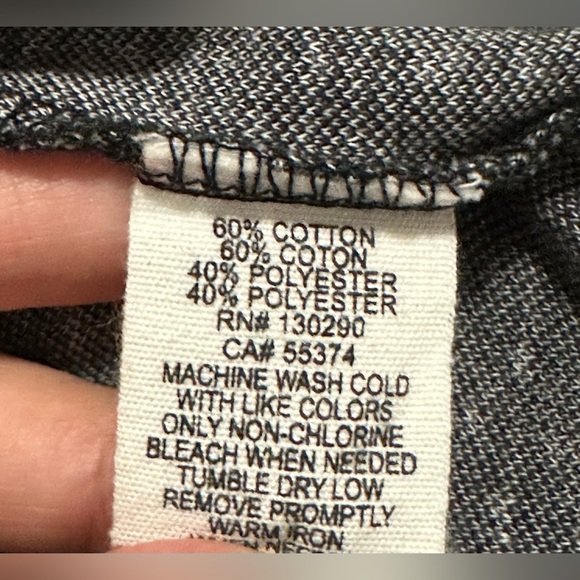 60% COTTON
60% COTON
40% POLYESTER
40% POLYESTER
RN# 130290
CA# 55374
MACHINE WASH COLD
WITH LIKE COLORS
ONLY NON-CHLORINE
BLEACH WHEN NEEDED
TUMBLE DRY LOW
REMOVE PROMPTLY
WARM IRON
WHEN